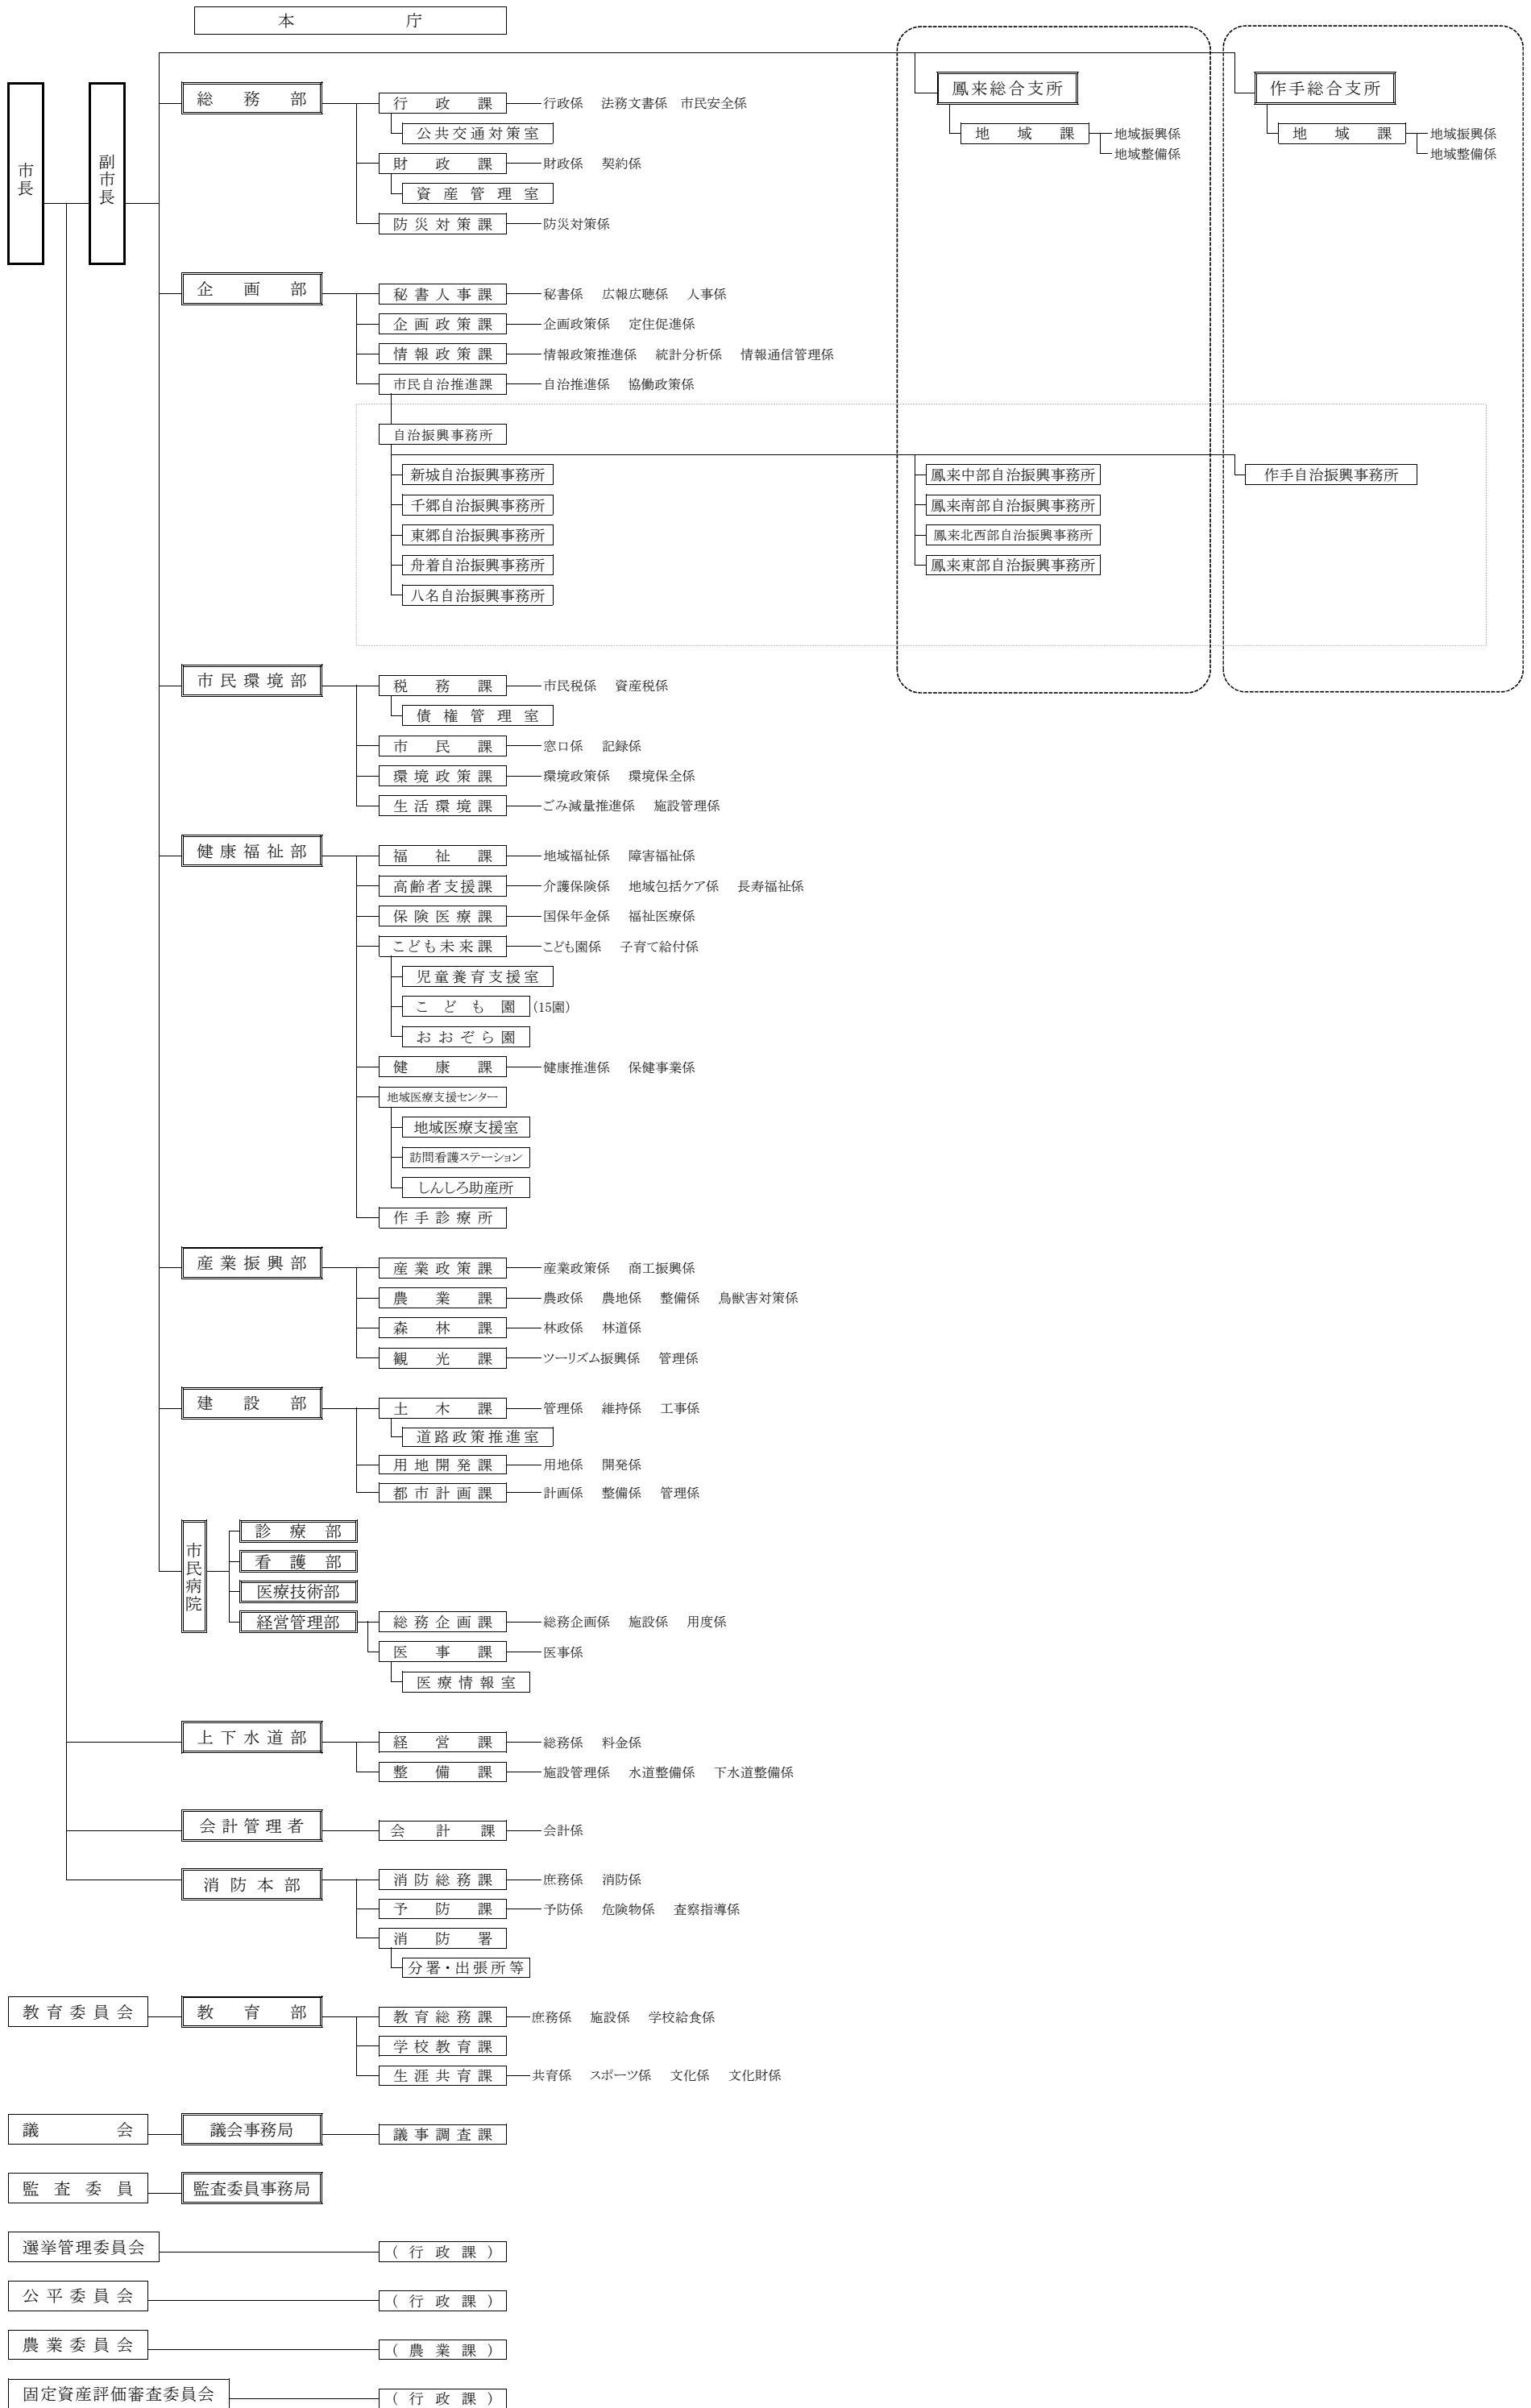 本庁
市長
副市長
鳳来総合支所
地域課 地域振興係
地域整備係
作手総合支所
地域課 地域振興係
地域整備係
総務部
行政課 行政係 法務文書係 市民安全係
公共交通対策室
財政課 財政係 契約係
資産管理室
防災対策課 防災対策係
企画部
秘書人事課 秘書係 広報広聴係 人事係
企画政策課 企画政策係 定住促進係
情報政策課 情報政策推進係 統計分析係 情報通信管理係
市民自治推進課 自治推進係 協働政策係
自治振興事務所
新城自治振興事務所 鳳来中部自治振興事務所 作手自治振興事務所
千郷自治振興事務所 鳳来南部自治振興事務所
東郷自治振興事務所 鳳来北西部自治振興事務所
舟着自治振興事務所 鳳来東部自治振興事務所
八名自治振興事務所
市民環境部
税務課 市民税係 資産税係
債権管理室
市民課 窓口係 記録係
環境政策課 環境政策係 環境保全係
生活環境課 ごみ減量推進係 施設管理係
健康福祉部
福祉課 地域福祉係 障害福祉係
高齢者支援課 介護保険係 地域包括ケア係 長寿福祉係
保険医療課 国保年金係 福祉医療係
こども未来課 こども園係 子育て給付係
児童養育支援室
こども園 (15園)
おおぞら園
健康課 健康推進係 保健事業係
地域医療支援センター
地域医療支援室
訪問看護ステーション
しんしろ助産所
作手診療所
産業振興部
産業政策課 産業政策係 商工振興係
農業課 農政係 農地係 整備係 鳥獣害対策係
森林課 林政係 林道係
観光課 ツーリズム振興係 管理係
建設部
土木課 管理係 維持係 工事係
道路政策推進室
用地開発課 用地係 開発係
都市計画課 計画係 整備係 管理係
市民病院
診療部
看護部
医療技術部
経営管理部 総務企画課 総務企画係 施設係 用度係
医事課 医事係
医療情報室
上下水道部
経営課 総務係 料金係
整備課 施設管理係 水道整備係 下水道整備係
会計管理者 会計課 会計係
消防本部
消防総務課 庶務係 消防係
予防課 予防係 危険物係 査察指導係
消防署
分署・出張所等
教育委員会 教育部
教育総務課 庶務係 施設係 学校給食係
学校教育課
生涯共育課 共育係 スポーツ係 文化係 文化財係
議会 議会事務局 議事調査課
監査委員 監査委員事務局
選挙管理委員会 (行政課)
公平委員会 (行政課)
農業委員会 (農業課)
固定資産評価審査委員会 (行政課)